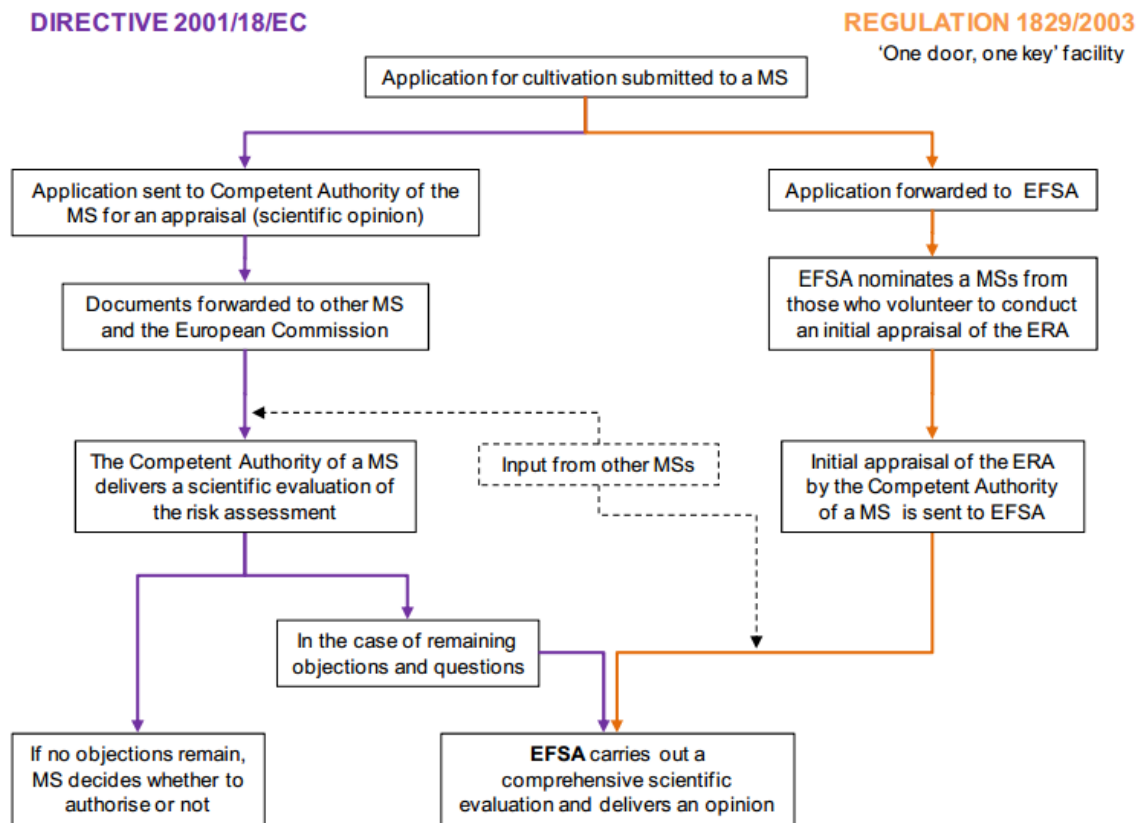 DIRECTIVE 2001/18/EC
REGULATION 1829/2003
'One door, one key' facility
Application for cultivation submitted to a MS
Application sent to Competent Authority of the
MS for an appraisal (scientific opinion)
Application forwarded to EFSA
Documents forwarded to other MS
and the European Commission
EFSA nominates a MSs from
those who volunteer to conduct
an initial appraisal of the ERA
The Competent Authority of a MS
delivers a scientific evaluation of
the risk assessment
Input from other MSs
Initial appraisal of the ERA
by the Competent Authority
of a MS is sent to EFSA
In the case of remaining
objections and questions
If no objections remain,
MS decides whether to
authorise or not
EFSA carries out a
comprehensive scientific
evaluation and delivers an opinion